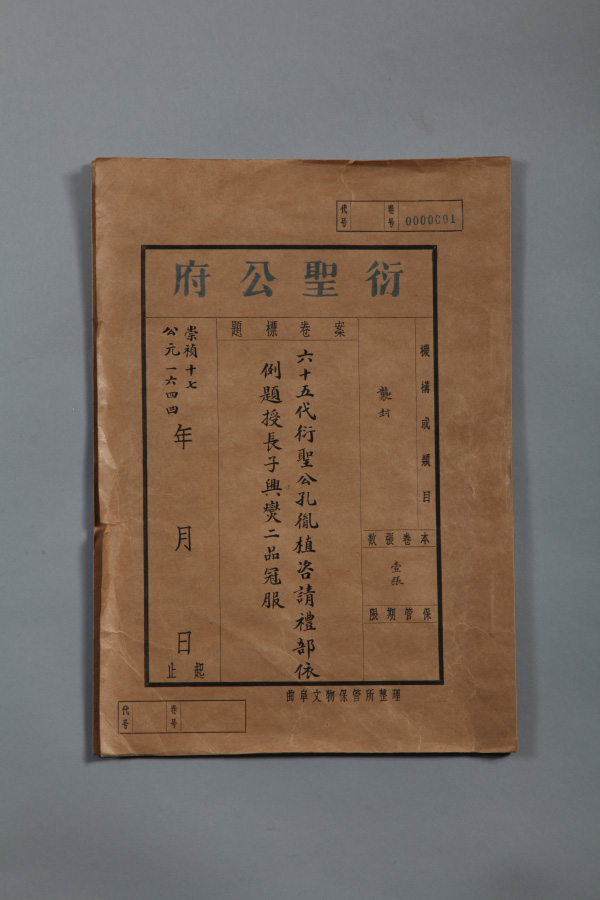 代号
卷号
0000001
衍聖公府
機構或類目
襲封
本卷張數
壹張
保管期限
案卷標題
六十五代衍聖公孔胤植咨請禮部依
例題授長子興燮二品冠服
崇禎十七
公元一六四四
年 月 日
起止
曲阜文物保管所整理
代号
卷号